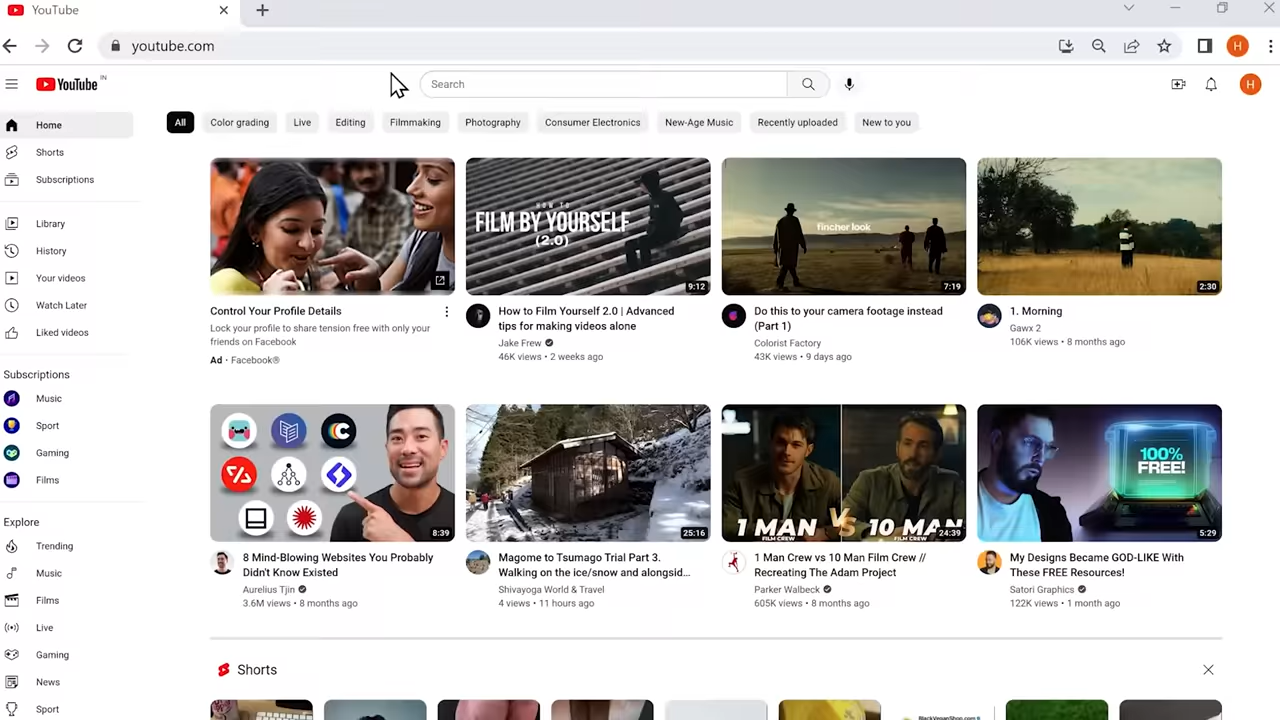 YouTube
youtube.com
H
YouTube IN
Search
H
All
Color grading
Live
Editing
Filmmaking
Photography
Consumer Electronics
New-Age Music
Recently uploaded
New to you
Home
Shorts
Subscriptions
Library
History
Your videos
Watch Later
Liked videos
Subscriptions
Music
Sport
Gaming
Films
Explore
Trending
Music
Films
Live
Gaming
News
Sport
Control Your Profile Details
Lock your profile to share tension free with only your
friends on Facebook
Ad · Facebook®
HOW TO
FILM BY YOURSELF
(2.0)
9:12
How to Film Yourself 2.0 | Advanced
tips for making videos alone
Jake Frew
46K views • 2 weeks ago
fincher look
7:19
Do this to your camera footage instead
(Part 1)
Colorist Factory
43K views • 9 days ago
2:30
1. Morning
Gawx 2
106K views • 8 months ago
8:39
8 Mind-Blowing Websites You Probably
Didn't Know Existed
Aurelius Tjin
3.6M views • 8 months ago
25:16
Magome to Tsumago Trial Part 3.
Walking on the ice/snow and alongsid...
Shivayoga World & Travel
4 views • 11 hours ago
1 MAN VS 10 MAN
FILM CREW FILM CREW
24:39
1 Man Crew vs 10 Man Film Crew //
Recreating The Adam Project
Parker Walbeck
605K views • 8 months ago
100%
FREE!
5:29
My Designs Became GOD-LIKE With
These FREE Resources!
Satori Graphics
122K views • 1 month ago
Shorts
BlackVeganShop.com